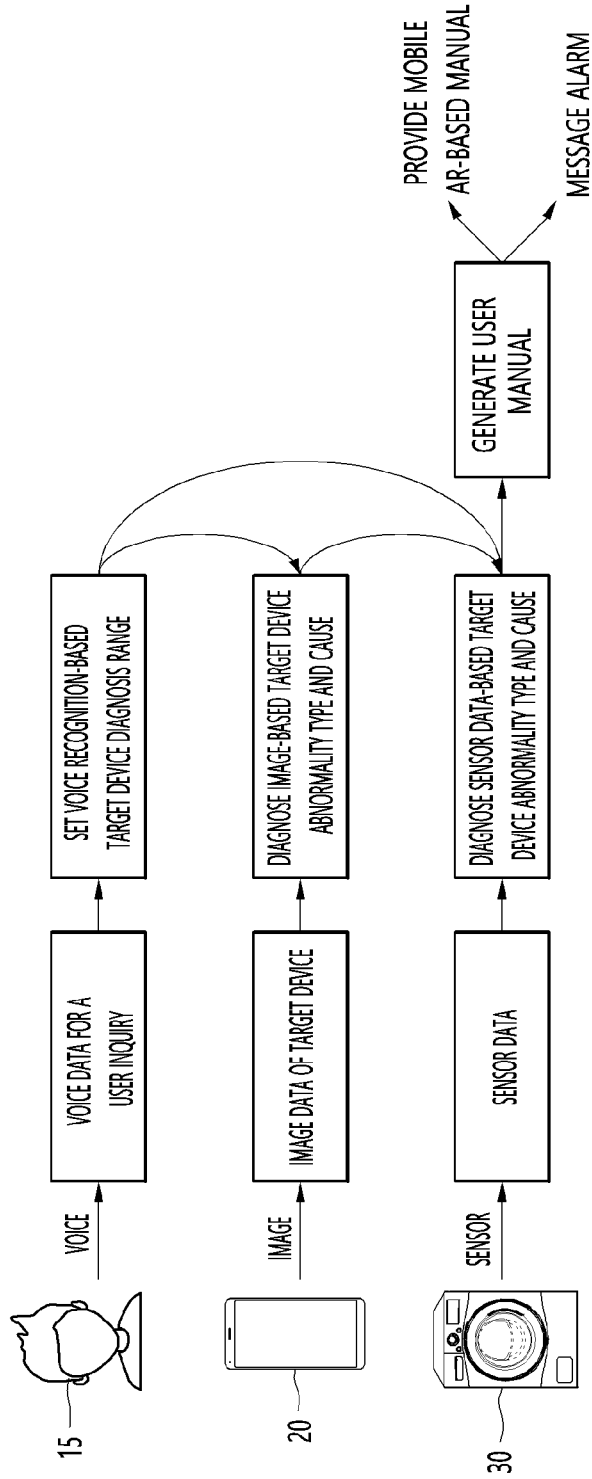 15
VOICE
VOICE DATA FOR A
USER INQUIRY
SET VOICE RECOGNITION-BASED
TARGET DEVICE DIAGNOSIS RANGE
20
IMAGE
IMAGE DATA OF TARGET DEVICE
DIAGNOSE IMAGE-BASED TARGET DEVICE
ABNORMALITY TYPE AND CAUSE
30
SENSOR
SENSOR DATA
DIAGNOSE SENSOR DATA-BASED TARGET
DEVICE ABNORMALITY TYPE AND CAUSE
GENERATE USER
MANUAL
PROVIDE MOBILE
AR-BASED MANUAL
MESSAGE ALARM